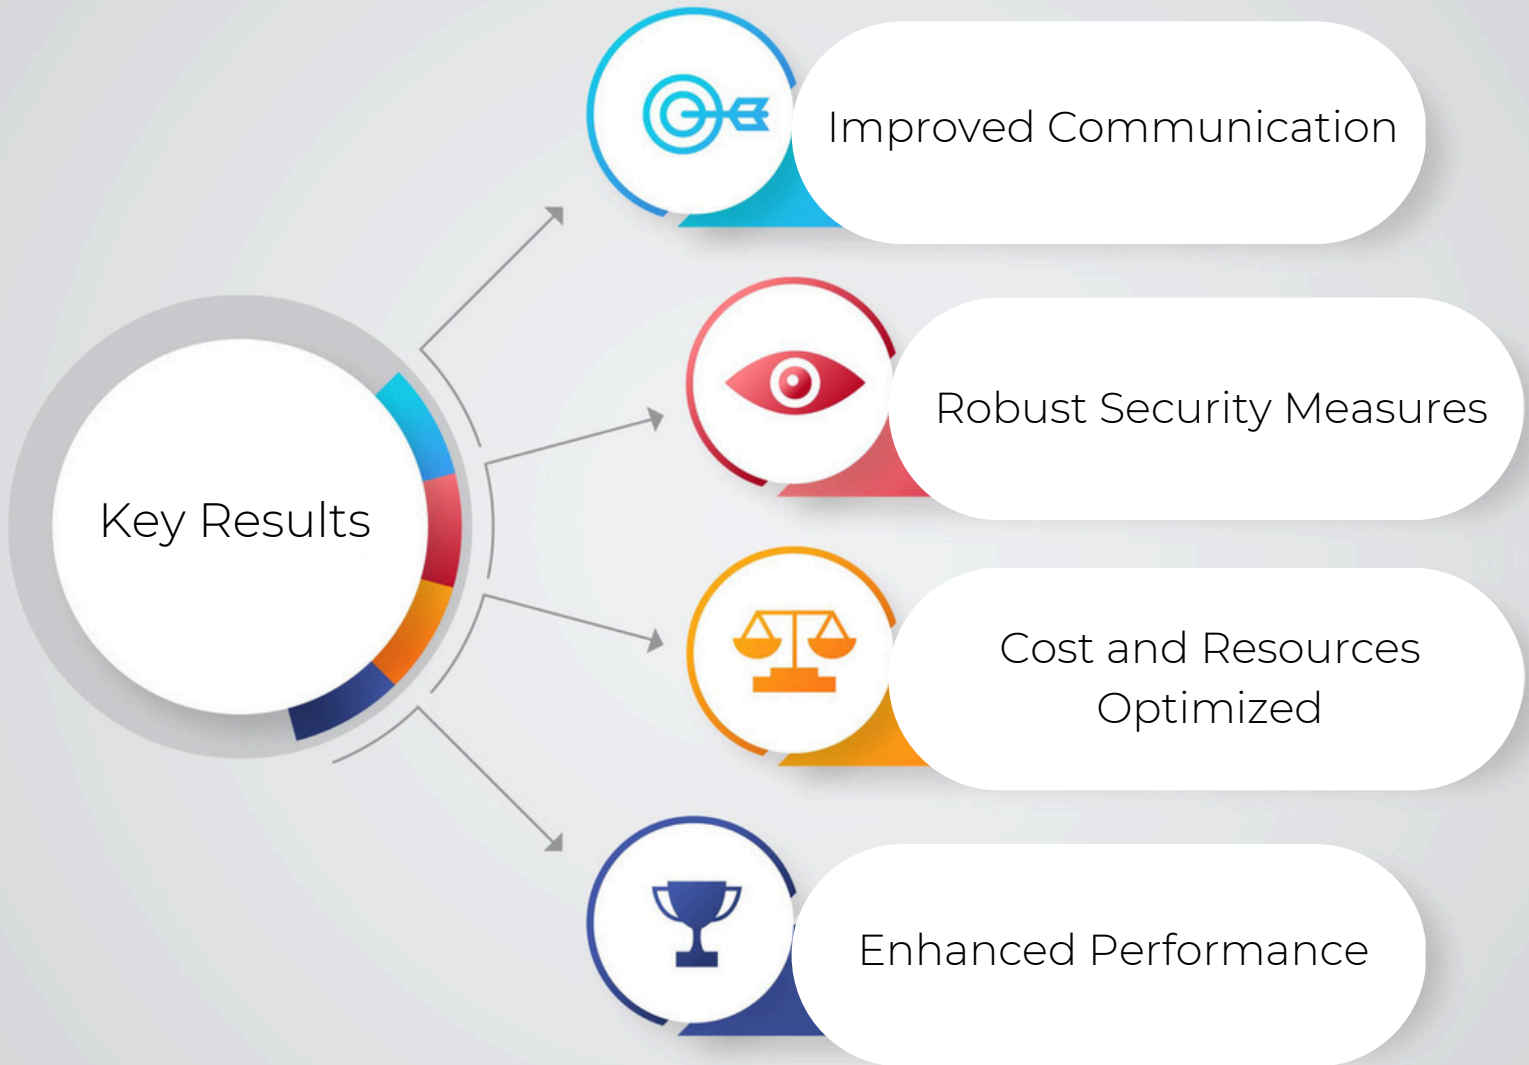 Improved Communication
Robust Security Measures
Key Results
Cost and Resources
Optimized
Enhanced Performance